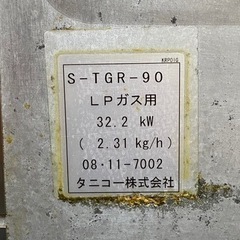 KRPD1G
S-TGR-90
LPガス用
32.2 kW
( 2.31 kg/h)
08·11-7002
タニコー株式会社